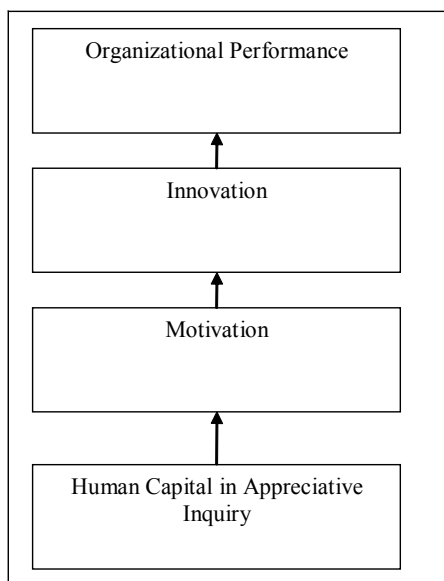 Organizational Performance
Innovation
Motivation
Human Capital in Appreciative
Inquiry